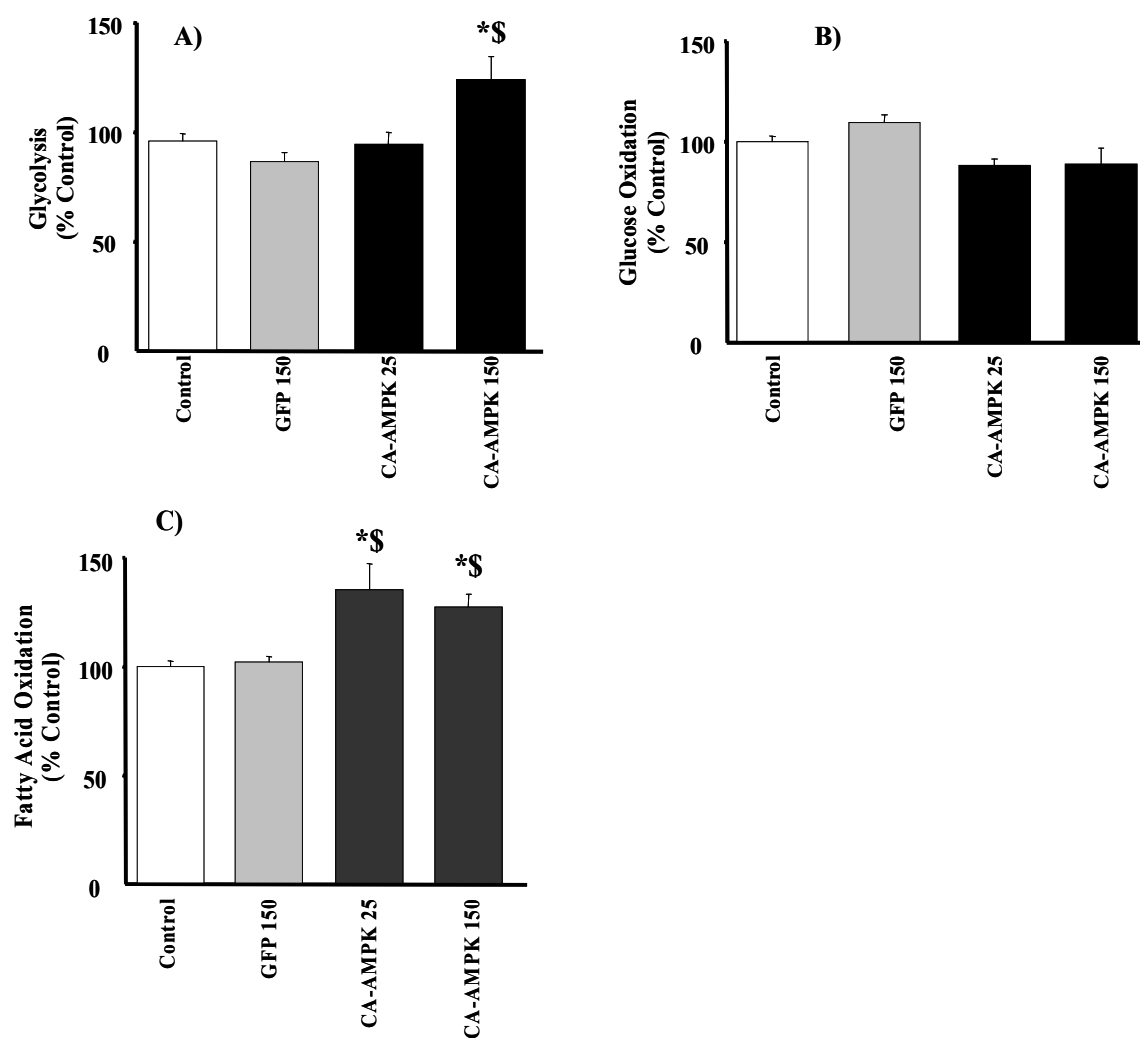 A)
150
100
50
0
Glycolysis
(% Control)
*$
Control
GFP 150
CA-AMPK 25
CA-AMPK 150
B)
150
100
50
0
Glucose Oxidation
(% Control)
Control
GFP 150
CA-AMPK 25
CA-AMPK 150
C)
150
100
50
0
Fatty Acid Oxidation
(% Control)
*$
*$
Control
GFP 150
CA-AMPK 25
CA-AMPK 150